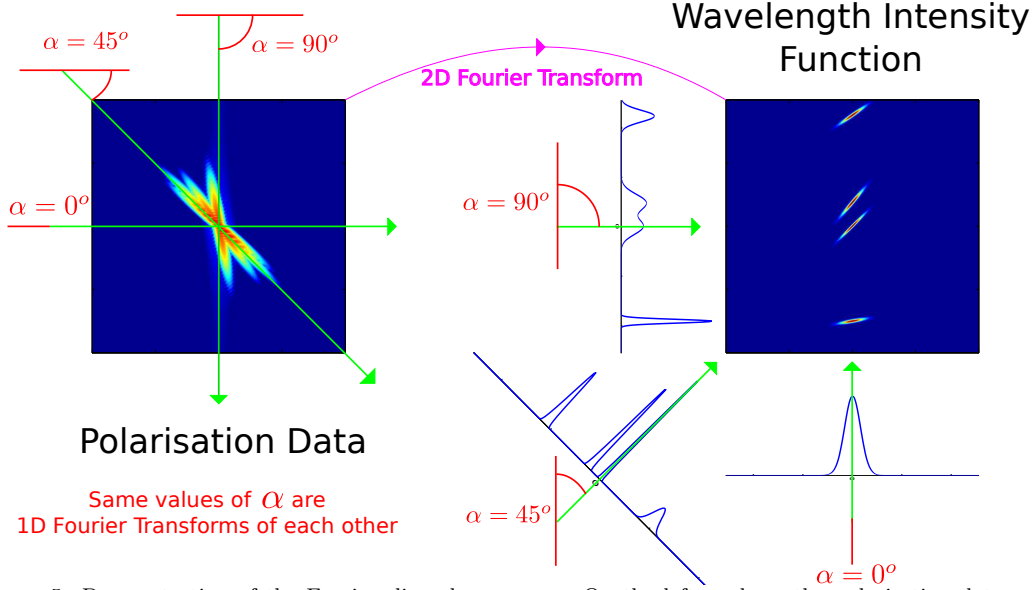 Wavelength Intensity
Function
α = 45°
α = 90°
2D Fourier Transform
α = 0°
α = 90°
Polarisation Data
Same values of α are
1D Fourier Transforms of each other
α = 45°
α = 0°